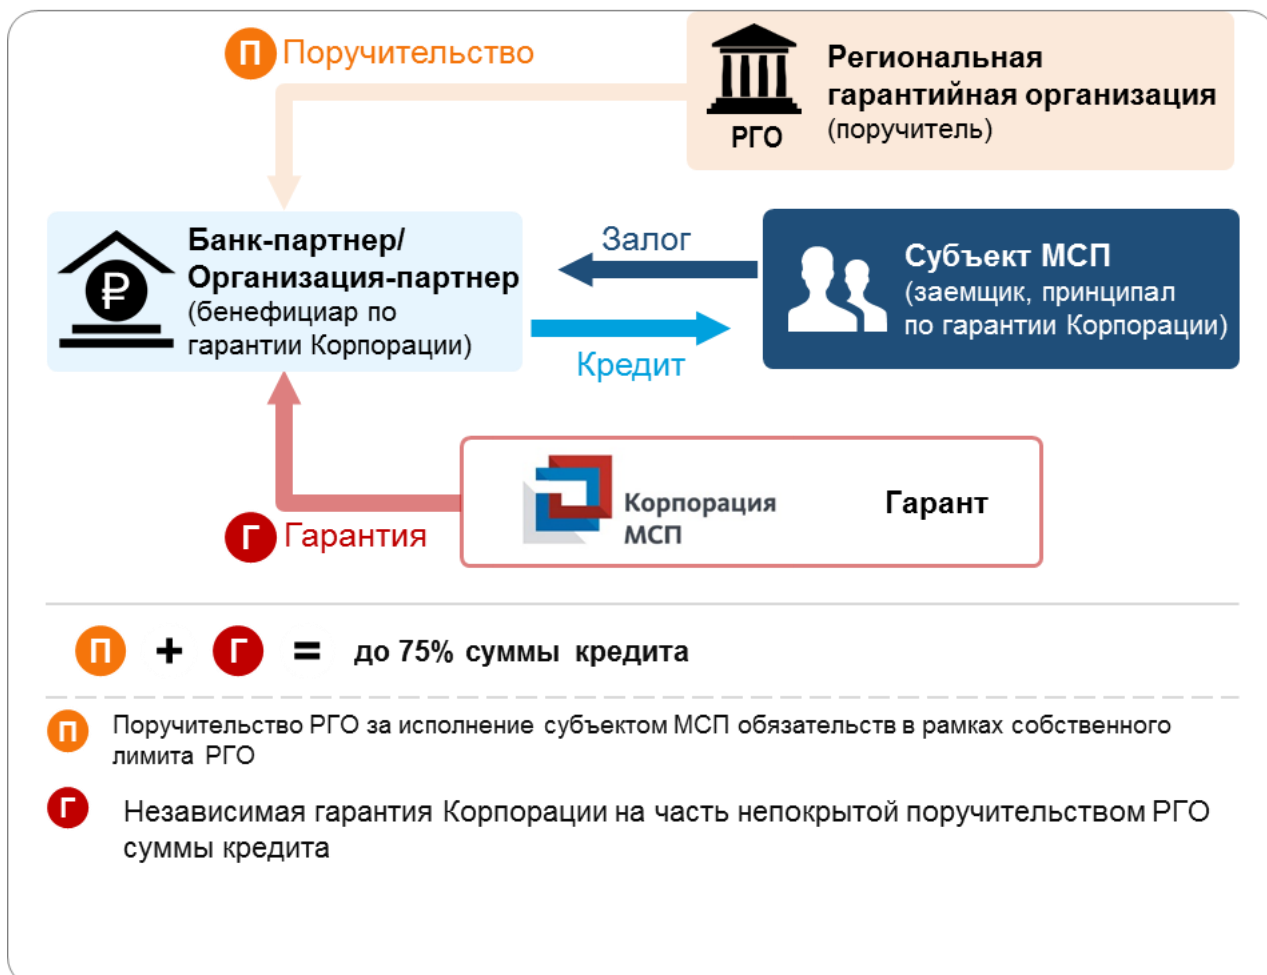 П Поручительство
Региональная
гарантийная организация
(поручитель)
РГО
Банк-партнер/
Организация-партнер
(бенефициар по
гарантии Корпорации)
₽
Залог
Кредит
Субъект МСП
(заемщик, принципал
по гарантии Корпорации)
Корпорация
МСП
Гарант
Г Гарантия
П + Г = до 75% суммы кредита
П Поручительство РГО за исполнение субъектом МСП обязательств в рамках собственного
лимита РГО
Г Независимая гарантия Корпорации на часть непокрытой поручительством РГО
суммы кредита